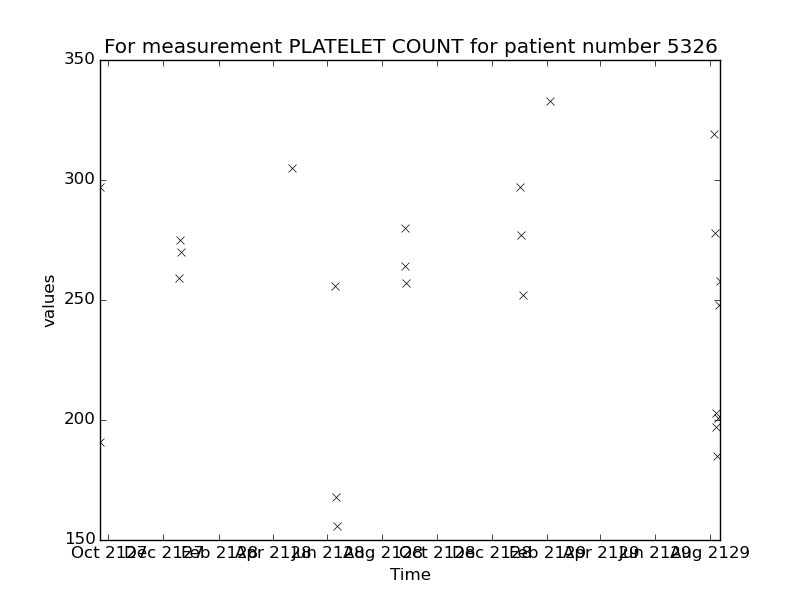 For measurement PLATELET COUNT for patient number 5326
350
300
250
200
150
values
Oct 2127 Dec 2127 Feb 2128 Apr 2128 Jun 2128 Aug 2128 Oct 2128 Dec 2128 Feb 2129 Apr 2129 Jun 2129 Aug 2129
Time